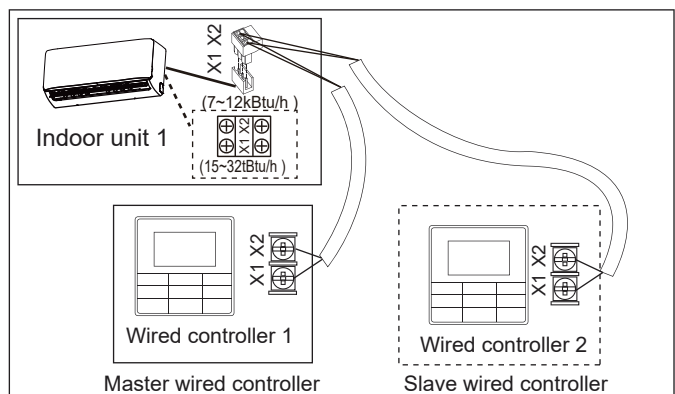 X1 X2
(7~12kBtu/h )
Indoor unit 1
X1 X2
(15~32tBtu/h )
X1 X2
Wired controller 1
Master wired controller
X1 X2
Wired controller 2
Slave wired controller